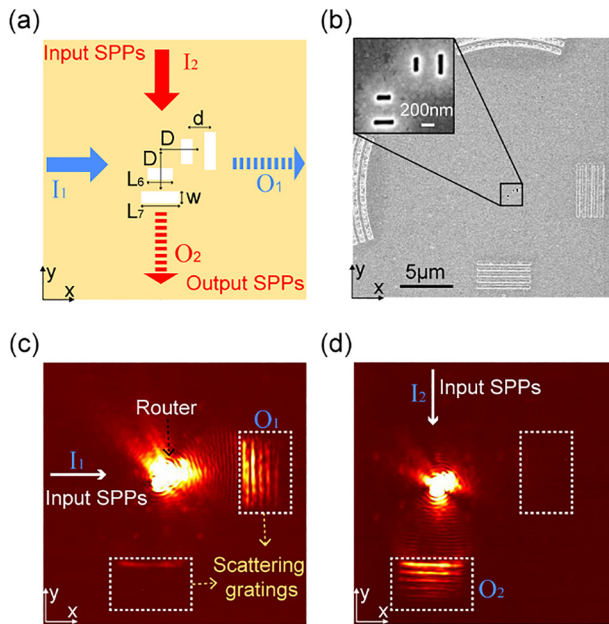 (a)
Input SPPs
I₂
d
D
D
I₁
L₆
L₇
w
O₁
O₂
Output SPPs
y
x
(b)
200nm
5μm
y
x
(c)
Router
O₁
I₁
Input SPPs
Scattering
gratings
y
x
(d)
I₂
Input SPPs
O₂
y
x